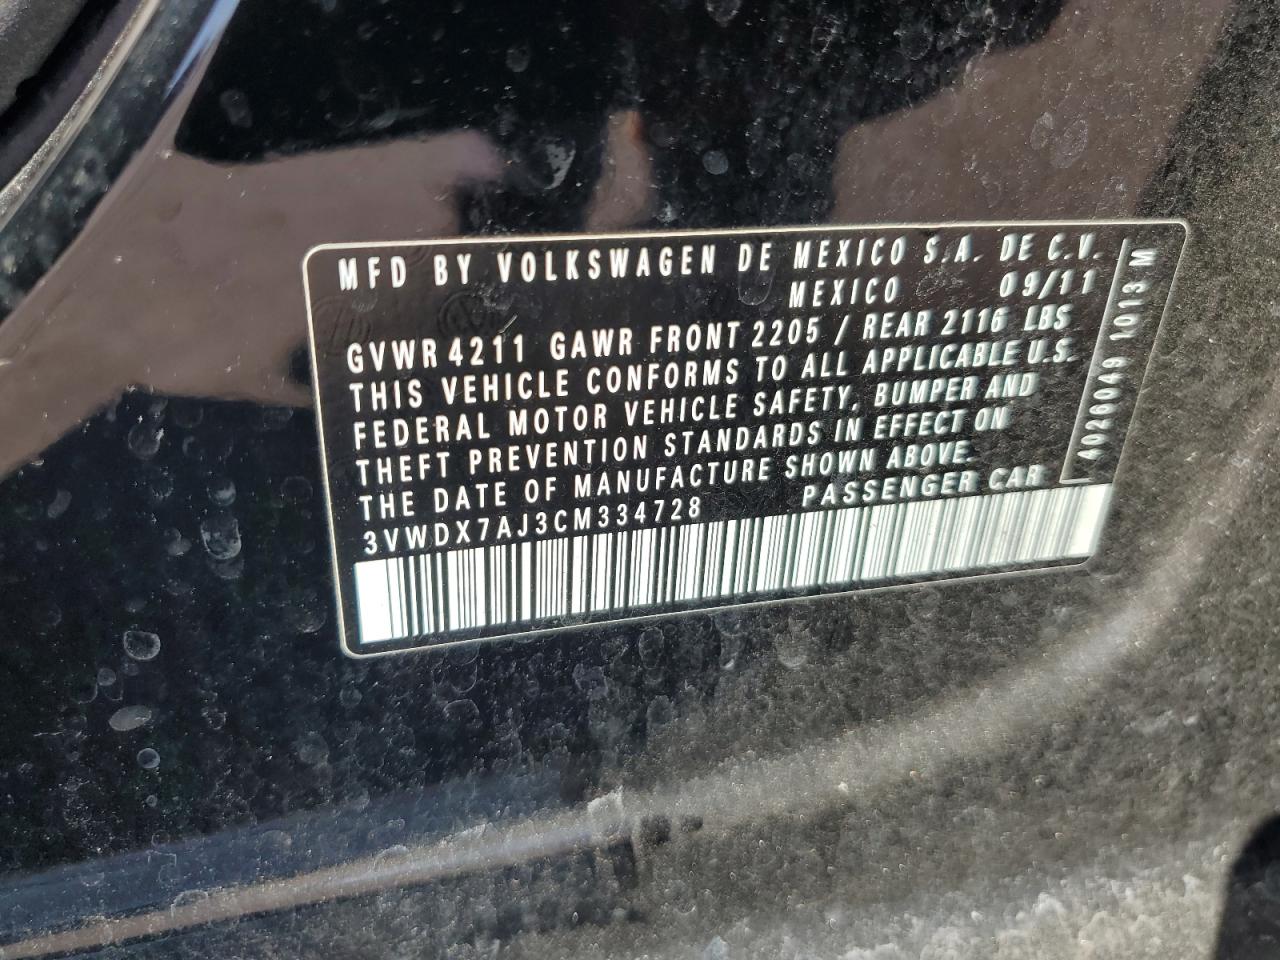 MFD BY VOLKSWAGEN DE MEXICO S.A. DE C.V.
MEXICO 09/11
GVWR 4211 GAWR FRONT 2205 / REAR 2116 LBS
THIS VEHICLE CONFORMS TO ALL APPLICABLE U.S.
FEDERAL MOTOR VEHICLE SAFETY, BUMPER AND
THEFT PREVENTION STANDARDS IN EFFECT ON
THE DATE OF MANUFACTURE SHOWN ABOVE.
3VWDX7AJ3CM334728 PASSENGER CAR
4026049 1013 M